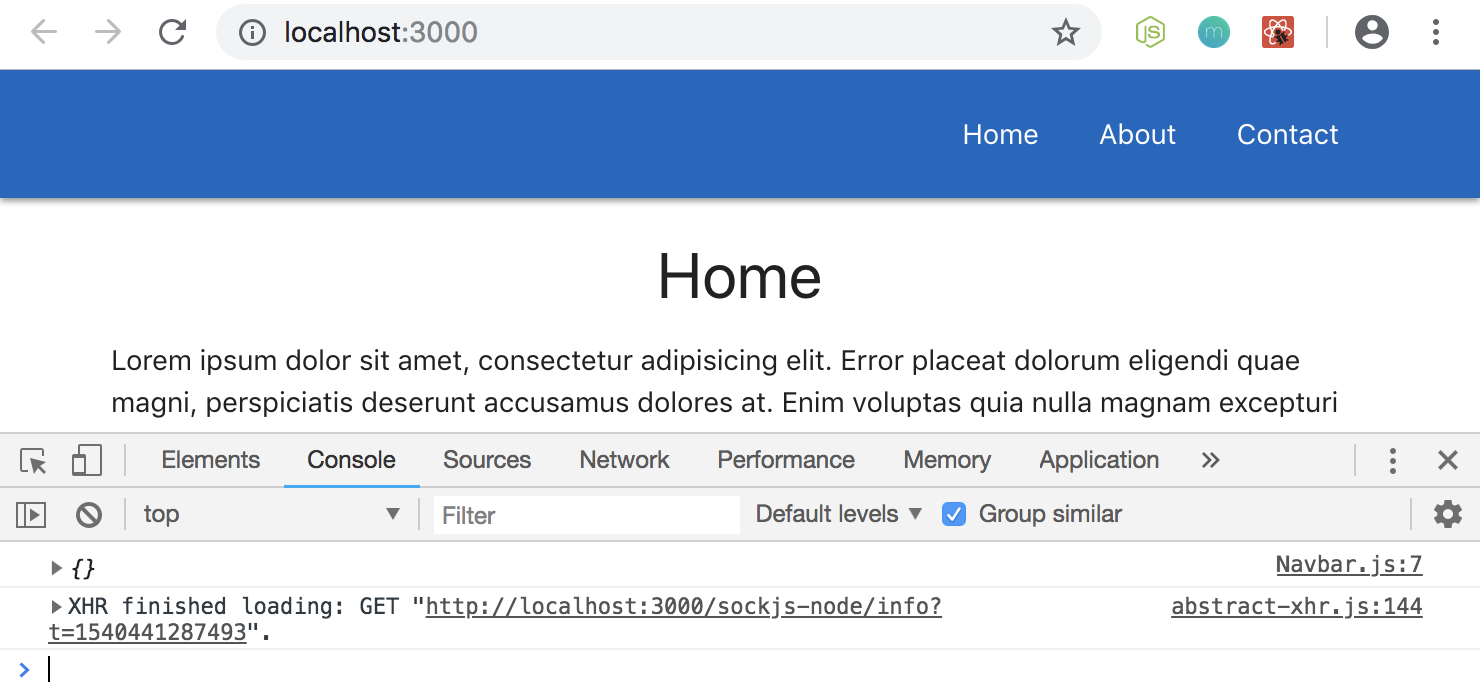 localhost:3000
JS
m
Home About Contact
Home
Lorem ipsum dolor sit amet, consectetur adipisicing elit. Error placeat dolorum eligendi quae
magni, perspiciatis deserunt accusamus dolores at. Enim voluptas quia nulla magnam excepturi
Elements Console Sources Network Performance Memory Application »
top Filter Default levels Group similar
{} Navbar.js:7
XHR finished loading: GET "http://localhost:3000/sockjs-node/info? abstract-xhr.js:144
t=1540441287493".